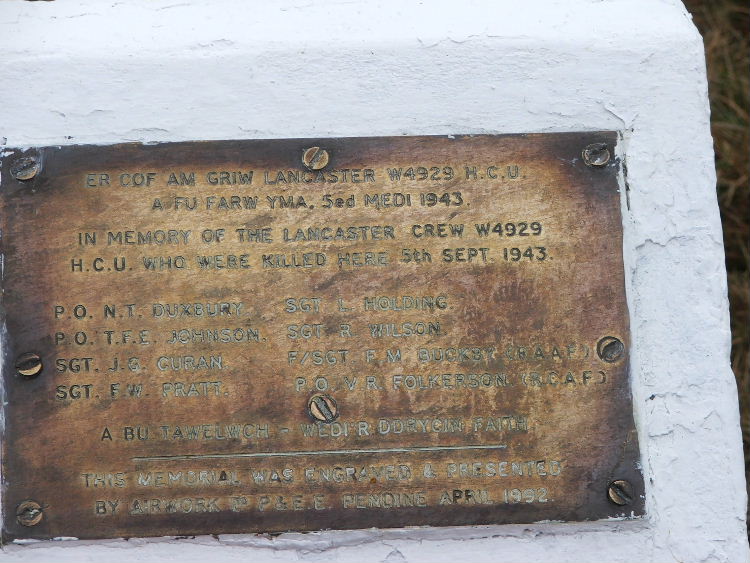 ER COF AM GRIW LANCASTER W4929 H.C.U.
A FU FARW YMA, 5ed MEDI 1943.
IN MEMORY OF THE LANCASTER CREW W4929
H.C.U. WHO WERE KILLED HERE 5th SEPT. 1943.
P.O. N.T. DUXBURY. SGT L. HOLDING.
P.O. T.F.E. JOHNSON. SGT R. WILSON.
SGT. J.G. CURAN. F/SGT. F.M. BUCKBY (R.A.A.F.)
SGT. F.W. PRATT. P.O. V.R. FOLKERSON (R.C.A.F.)
A BU TAWELWCH - WEDI'R DDRYCIN FAITH
THIS MEMORIAL WAS ENGRAVED & PRESENTED
BY AIRWORK P&E.E. PENDINE APRIL 1992.